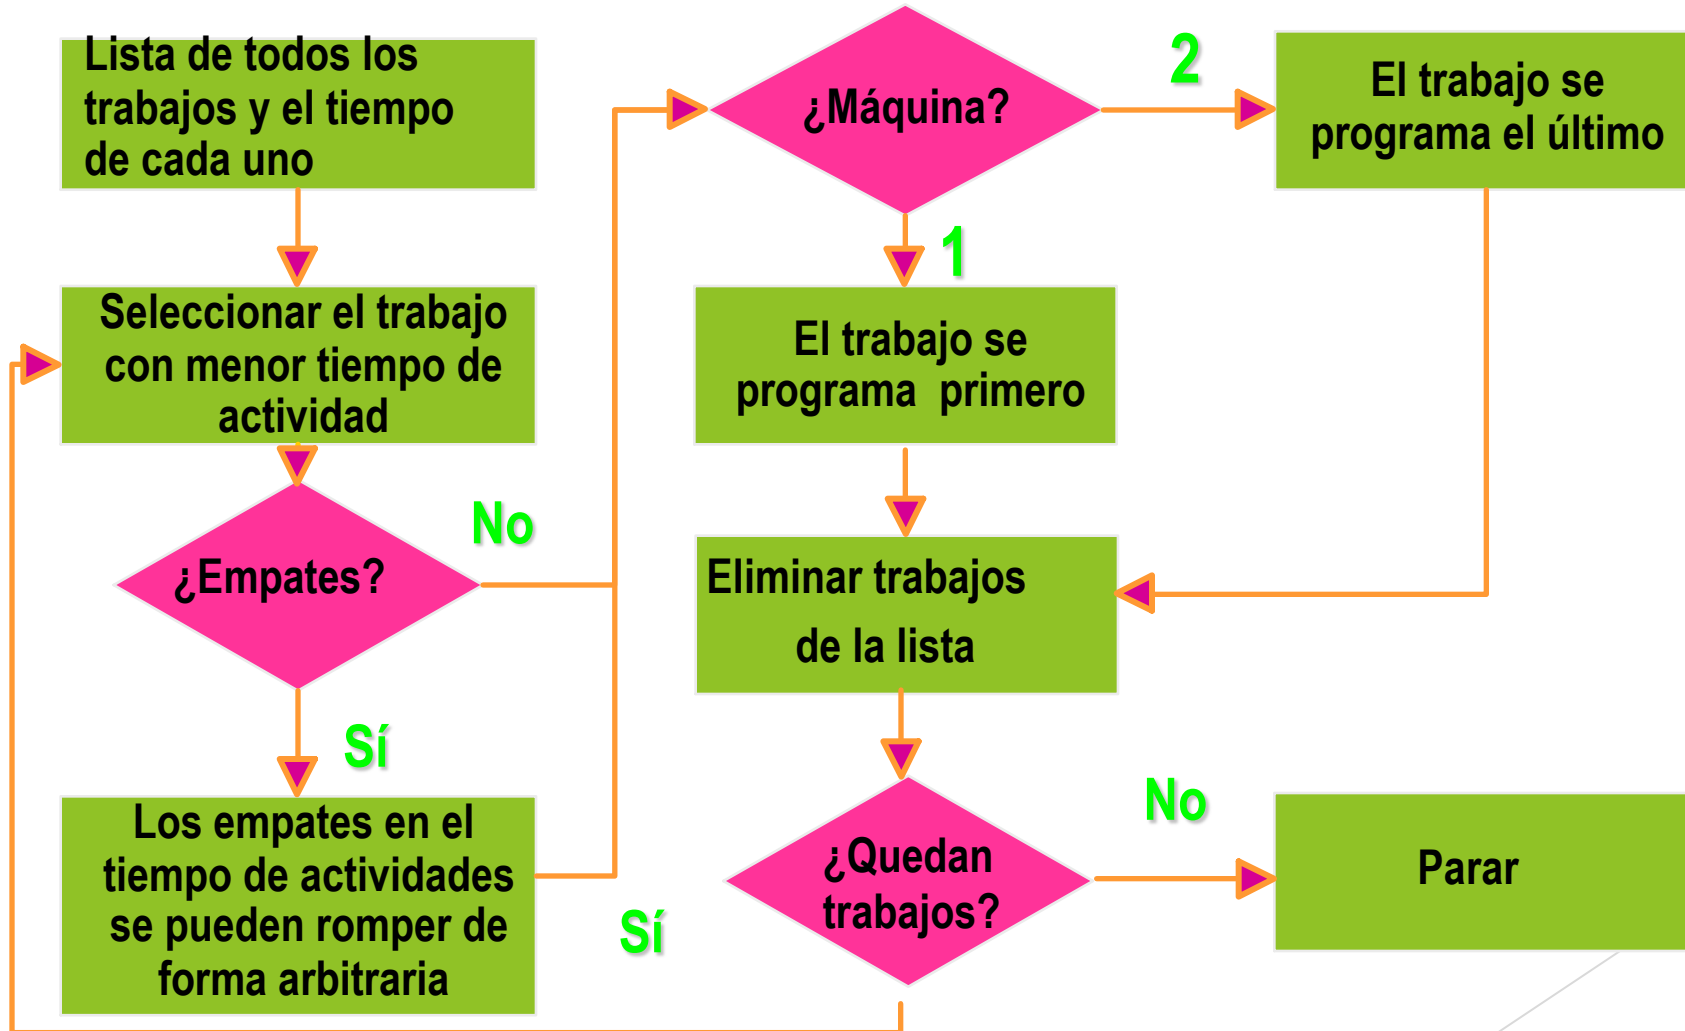 Lista de todos los
trabajos y el tiempo
de cada uno
Seleccionar el trabajo
con menor tiempo de
actividad
¿Empates?
No
Sí
Los empates en el
tiempo de actividades
se pueden romper de
forma arbitraria
¿Máquina?
2
El trabajo se
programa el último
1
El trabajo se
programa primero
Eliminar trabajos
de la lista
¿Quedan
trabajos?
Sí
No
Parar